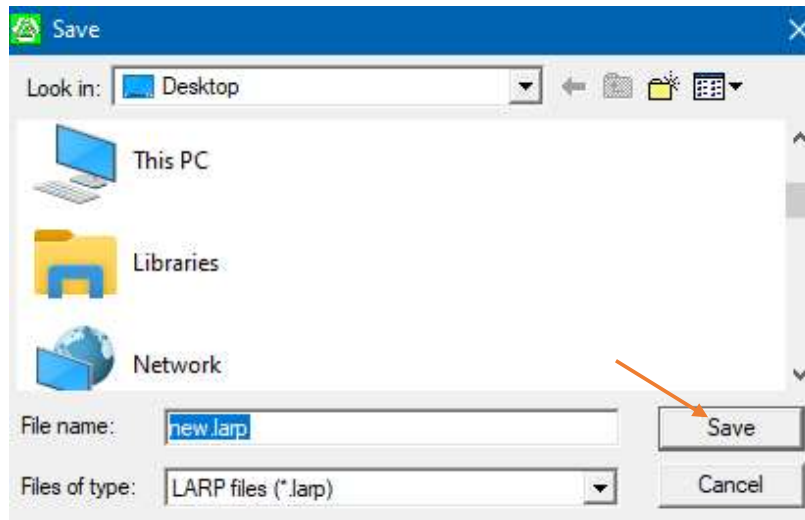 Save
Look in: Desktop
This PC
Libraries
Network
File name: new.larp Save
Files of type: LARP files (*.larp) Cancel